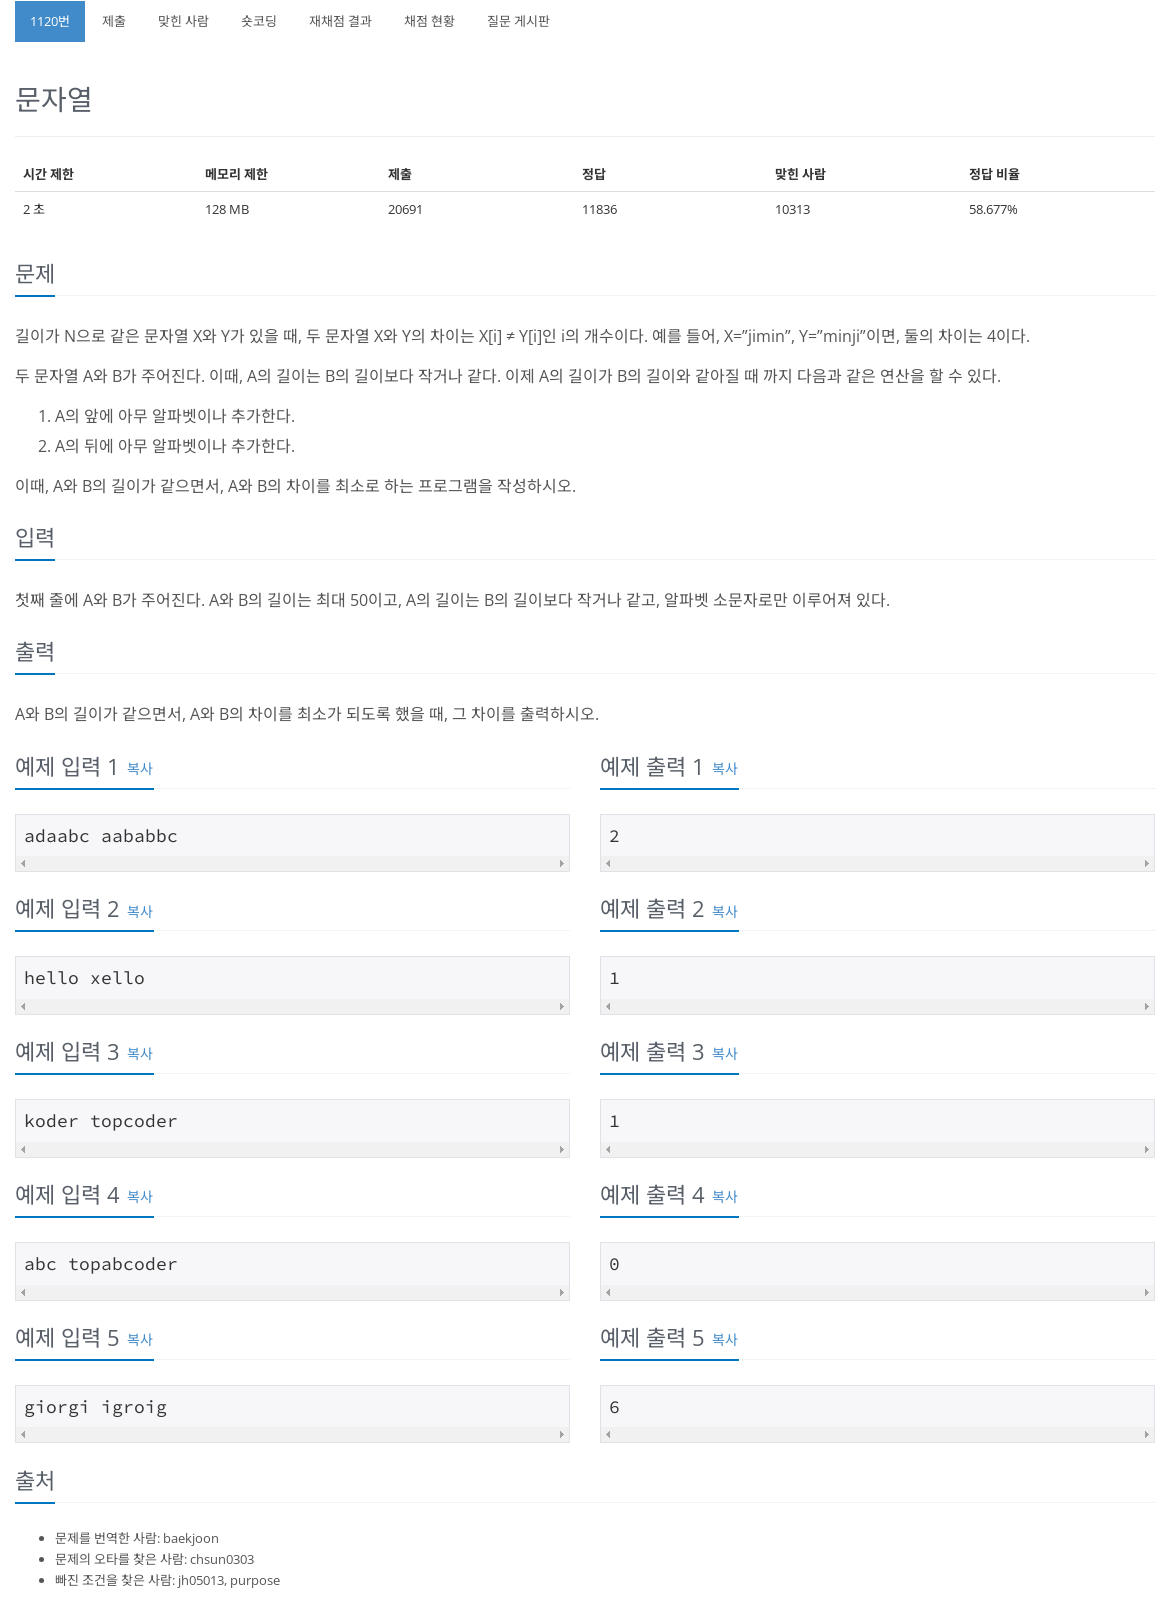 1120번 제출 맞힌 사람 숏코딩 재채점 결과 채점 현황 질문 게시판
문자열
시간 제한 메모리 제한 제출 정답 맞힌 사람 정답 비율
2 초 128 MB 20691 11836 10313 58.677%
문제
길이가 N으로 같은 문자열 X와 Y가 있을 때, 두 문자열 X와 Y의 차이는 X[i] ≠ Y[i]인 i의 개수이다. 예를 들어, X=”jimin”, Y=”minji”이면, 둘의 차이는 4이다.
두 문자열 A와 B가 주어진다. 이때, A의 길이는 B의 길이보다 작거나 같다. 이제 A의 길이가 B의 길이와 같아질 때 까지 다음과 같은 연산을 할 수 있다.
1. A의 앞에 아무 알파벳이나 추가한다.
2. A의 뒤에 아무 알파벳이나 추가한다.
이때, A와 B의 길이가 같으면서, A와 B의 차이를 최소로 하는 프로그램을 작성하시오.
입력
첫째 줄에 A와 B가 주어진다. A와 B의 길이는 최대 50이고, A의 길이는 B의 길이보다 작거나 같고, 알파벳 소문자로만 이루어져 있다.
출력
A와 B의 길이가 같으면서, A와 B의 차이를 최소가 되도록 했을 때, 그 차이를 출력하시오.
예제 입력 1 복사 예제 출력 1 복사
adaabc aababbc 2
예제 입력 2 복사 예제 출력 2 복사
hello xello 1
예제 입력 3 복사 예제 출력 3 복사
koder topcoder 1
예제 입력 4 복사 예제 출력 4 복사
abc topabcoder 0
예제 입력 5 복사 예제 출력 5 복사
giorgi igroig 6
출처
• 문제를 번역한 사람: baekjoon
• 문제의 오타를 찾은 사람: chsun0303
• 빠진 조건을 찾은 사람: jh05013, purpose